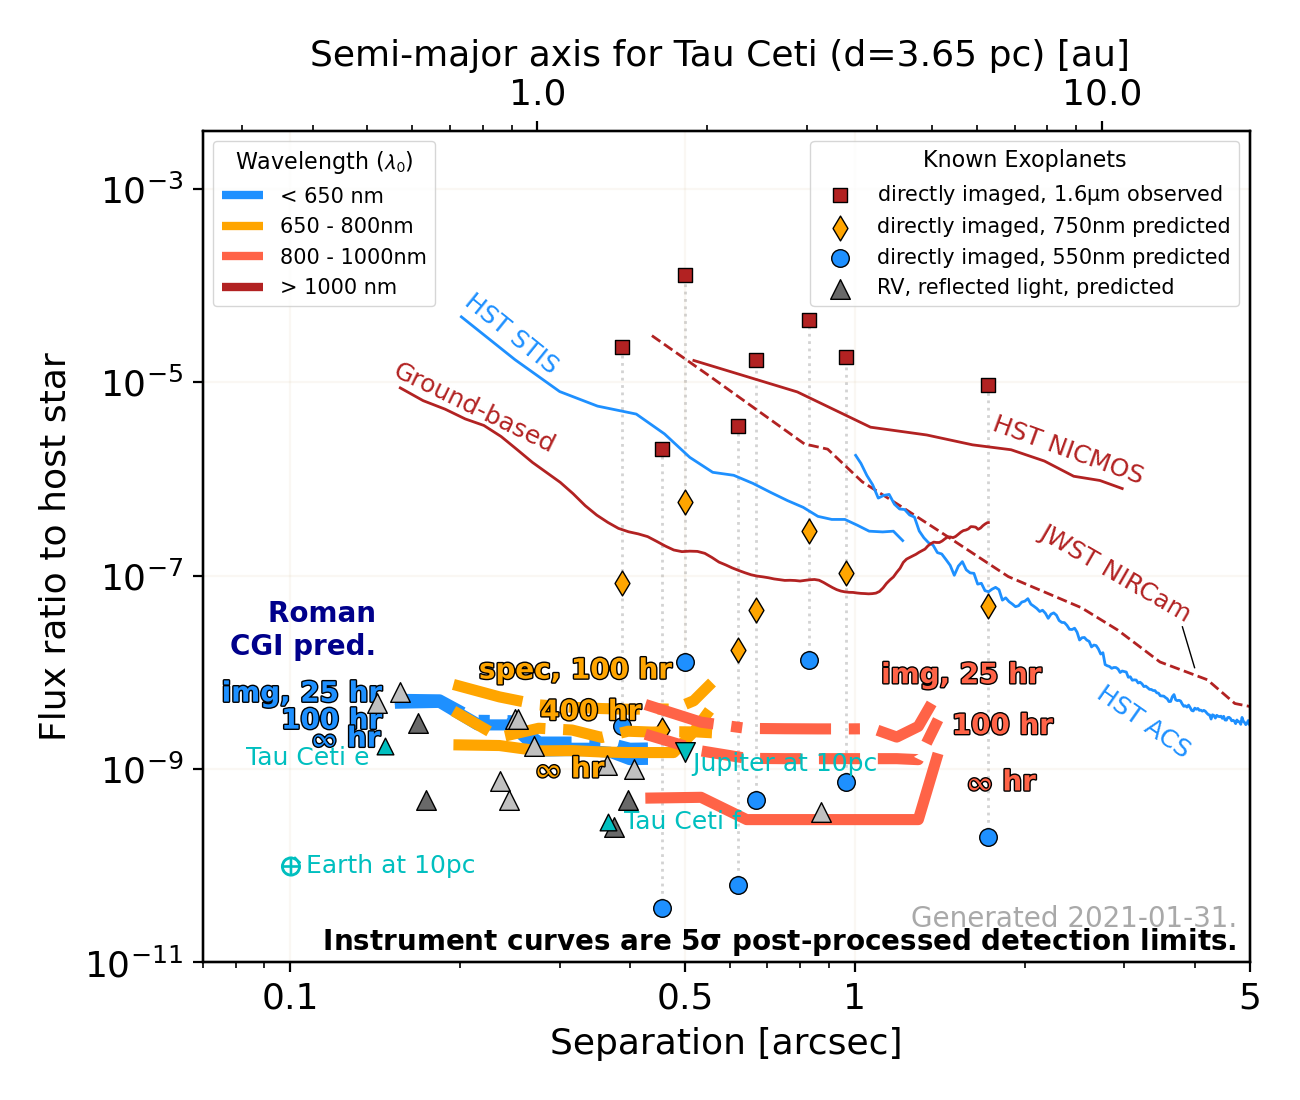 Semi-major axis for Tau Ceti (d=3.65 pc) [au]
1.0
10.0
Wavelength (λ₀)
< 650 nm
650 - 800nm
800 - 1000nm
> 1000 nm
Known Exoplanets
directly imaged, 1.6μm observed
directly imaged, 750nm predicted
directly imaged, 550nm predicted
RV, reflected light, predicted
Flux ratio to host star
10⁻³
10⁻⁵
10⁻⁷
10⁻⁹
10⁻¹¹
HST STIS
Ground-based
HST NICMOS
JWST NIRCam
HST ACS
Roman
CGI pred.
img, 25 hr
100 hr
∞ hr
spec, 100 hr
400 hr
∞ hr
img, 25 hr
100 hr
∞ hr
Tau Ceti e
Jupiter at 10pc
Tau Ceti f
Earth at 10pc
Generated 2021-01-31.
Instrument curves are 5σ post-processed detection limits.
0.1
0.5
1
5
Separation [arcsec]